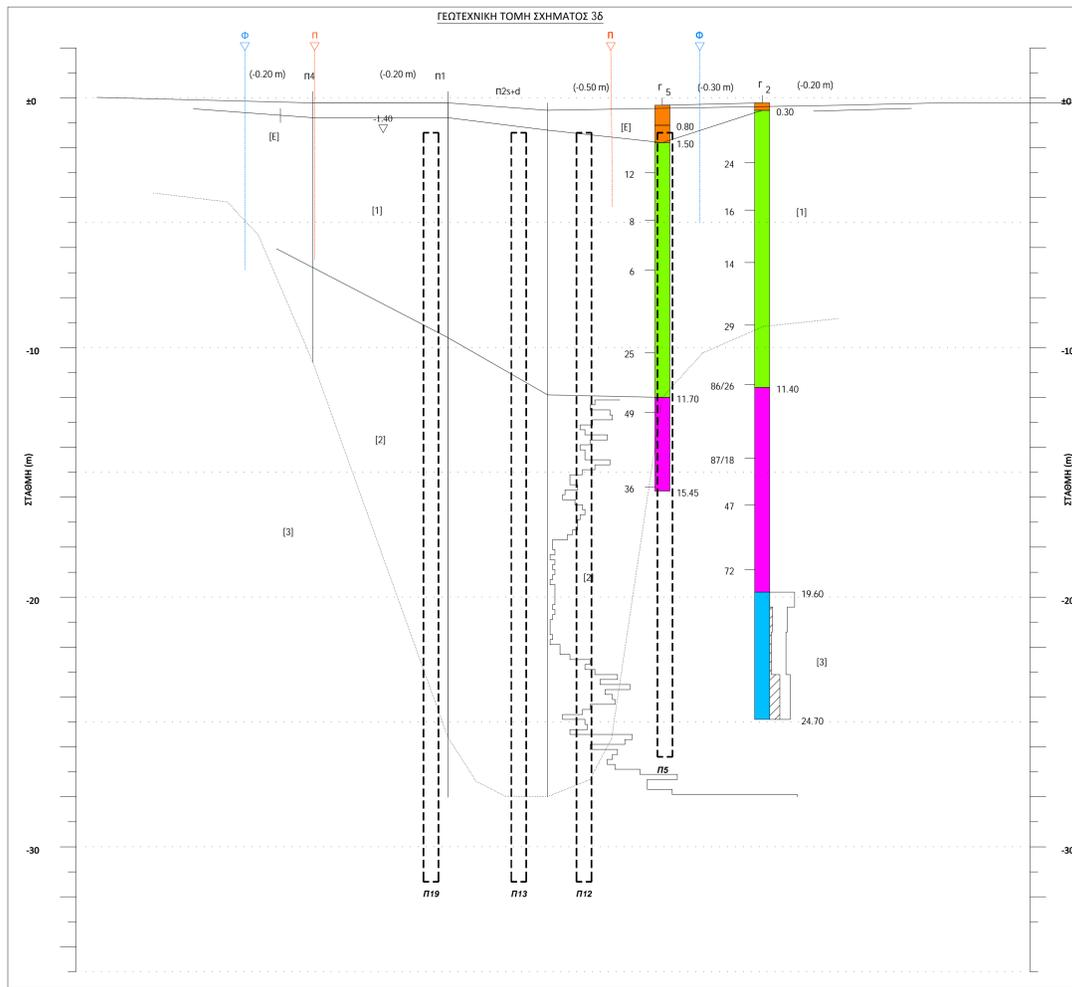 ΓΕΩΤΕΧΝΙΚΗ ΤΟΜΗ ΣΧΗΜΑΤΟΣ 3δ
Φ Π Π Φ
(-0.20 m) Π4 (-0.20 m) Π1 Π2s+d (-0.50 m) Γ5 (-0.30 m) Γ2 (-0.20 m)
±0 ±0
0.30
-1.40
[E] [E] 0.80
1.50
24
12
[1] 16 [1]
8
14
6
29
-10 25 -10
86/26 11.40
11.70
49
[2]
87/18
ΣΤΑΘΜΗ (m) ΣΤΑΘΜΗ (m)
36 15.45
47
[3]
72
[2]
-20 19.60 -20
[3]
24.70
Π5
-30 -30
Π19 Π13 Π12